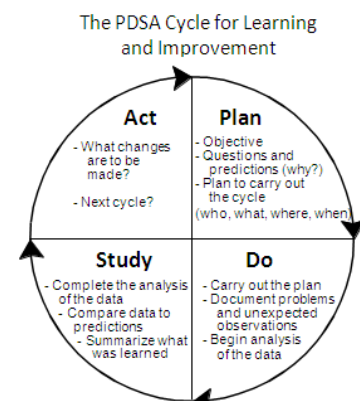 The PDSA Cycle for Learning
and Improvement
Act
- What changes
are to be
made?
- Next cycle?
Plan
- Objective
- Questions and
predictions (why?)
- Plan to carry out
the cycle
(who, what, where, when)
Study
- Complete the analysis
of the data
- Compare data to
predictions
- Summarize what
was learned
Do
- Carry out the plan
- Document problems
and unexpected
observations
- Begin analysis
of the data